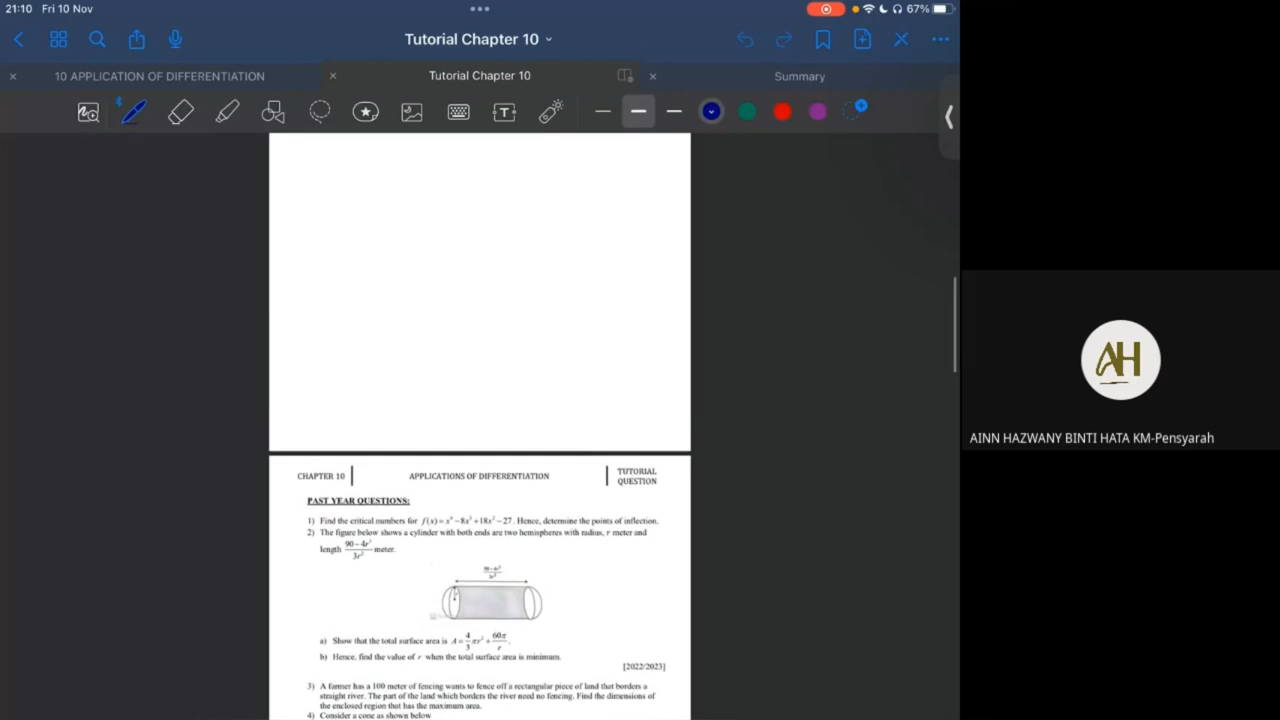 21:10 Fri 10 Nov
67%
Tutorial Chapter 10
10 APPLICATION OF DIFFERENTIATION
Tutorial Chapter 10
Summary
CHAPTER 10
APPLICATIONS OF DIFFERENTIATION
TUTORIAL
QUESTION
PAST YEAR QUESTIONS:
1) Find the critical numbers for f(x) = x⁴ − 8x³ + 18x² − 27. Hence, determine the points of inflection.
2) The figure below shows a cylinder with both ends are two hemispheres with radius, r meter and
length (90 − 4r³)/(3r²) meter.
a) Show that the total surface area is A = 4/3 πr² + 60π/r.
b) Hence, find the value of r when the total surface area is minimum.
[2022/2023]
3) A farmer has a 100 meter of fencing wants to fence off a rectangular piece of land that borders a
straight river. The part of the land which borders the river need no fencing. Find the dimensions of
the enclosed region that has the maximum area.
4) Consider a cone as shown below
AH
AINN HAZWANY BINTI HATA KM-Pensyarah